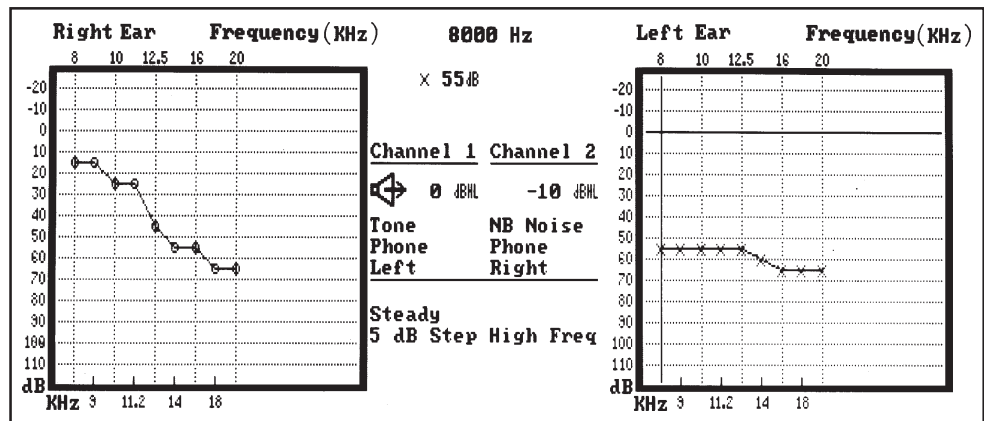 Right Ear Frequency (KHz)
8 10 12.5 16 20
-20
-10
0
10
20
30
40
50
60
70
80
90
100
110
dB
KHz 9 11.2 14 18
8000 Hz
× 55dB
Channel 1 Channel 2
0 dBHL -10 dBHL
Tone NB Noise
Phone Phone
Left Right
Steady
5 dB Step High Freq
Left Ear Frequency (KHz)
8 10 12.5 16 20
-20
-10
0
10
20
30
40
50
60
70
80
90
100
110
dB
KHz 9 11.2 14 18